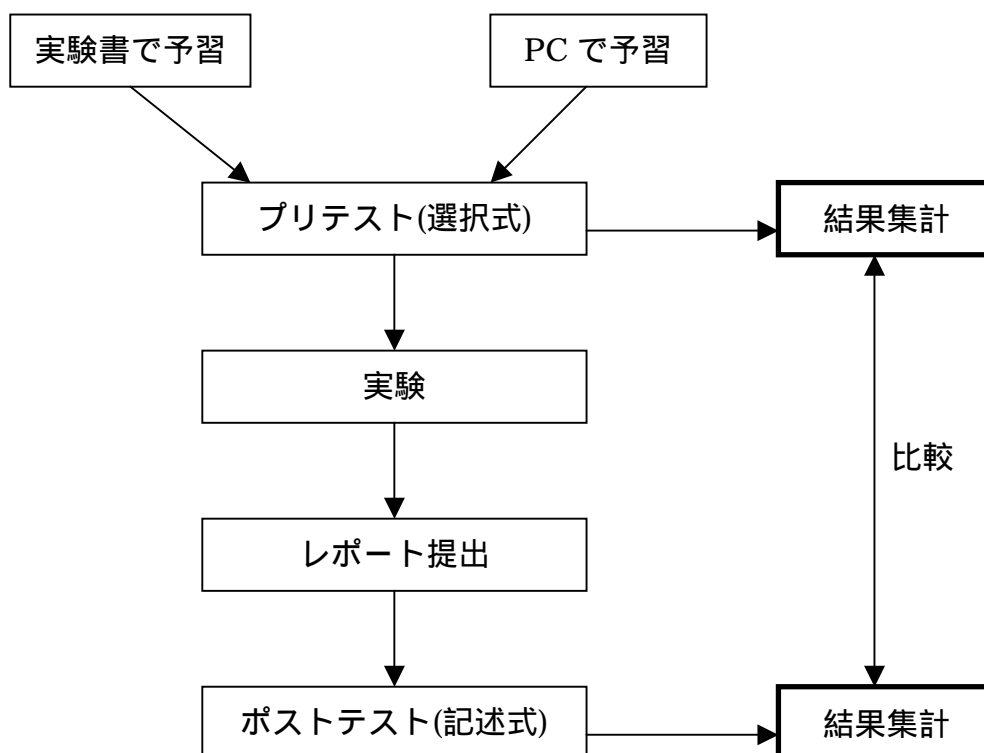 実験書で予習
PC で予習
プリテスト(選択式)
結果集計
実験
比較
レポート提出
ポストテスト(記述式)
結果集計